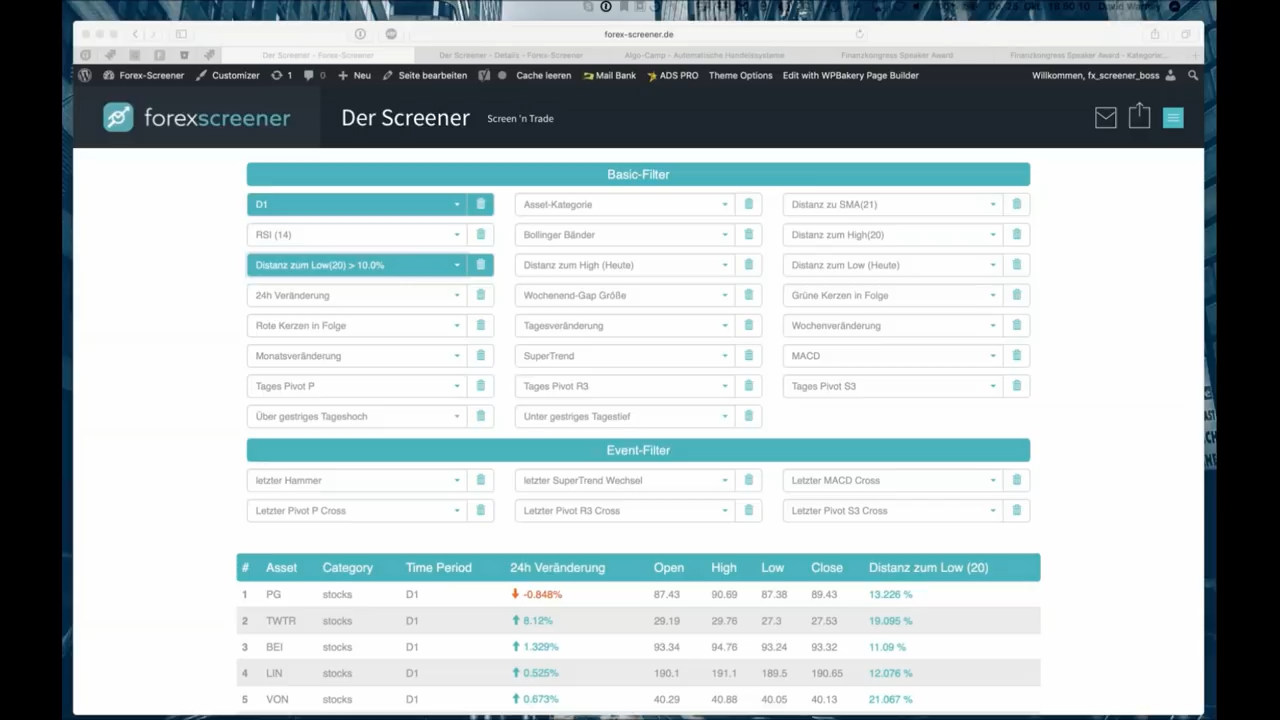 forex-screener.de
Der Screener - Forex-Screener
Der Screener - Details - Forex-Screener
Algo-Camp - Automatische Handelssysteme
Finanzkongress Speaker Award
Finanzkongress Speaker Award - Kategorie...
Forex-Screener
Customizer
1
0
Neu
Seite bearbeiten
Cache leeren
Mail Bank
ADS PRO
Theme Options
Edit with WPBakery Page Builder
Willkommen, fx_screener_boss
forexscreener
Der Screener
Screen 'n Trade
Basic-Filter
D1
Asset-Kategorie
Distanz zu SMA(21)
RSI (14)
Bollinger Bänder
Distanz zum High(20)
Distanz zum Low(20) > 10.0%
Distanz zum High (Heute)
Distanz zum Low (Heute)
24h Veränderung
Wochenend-Gap Größe
Grüne Kerzen in Folge
Rote Kerzen in Folge
Tagesveränderung
Wochenveränderung
Monatsveränderung
SuperTrend
MACD
Tages Pivot P
Tages Pivot R3
Tages Pivot S3
Über gestriges Tageshoch
Unter gestriges Tagestief
Event-Filter
letzter Hammer
letzter SuperTrend Wechsel
Letzter MACD Cross
Letzter Pivot P Cross
Letzter Pivot R3 Cross
Letzter Pivot S3 Cross
# Asset Category Time Period 24h Veränderung Open High Low Close Distanz zum Low (20)
1 PG stocks D1 -0.848% 87.43 90.69 87.38 89.43 13.226 %
2 TWTR stocks D1 8.12% 29.19 29.76 27.3 27.53 19.095 %
3 BEI stocks D1 1.329% 93.34 94.76 93.24 93.32 11.09 %
4 LIN stocks D1 0.525% 190.1 191.1 189.5 190.65 12.076 %
5 VON stocks D1 0.673% 40.29 40.88 40.05 40.13 21.067 %